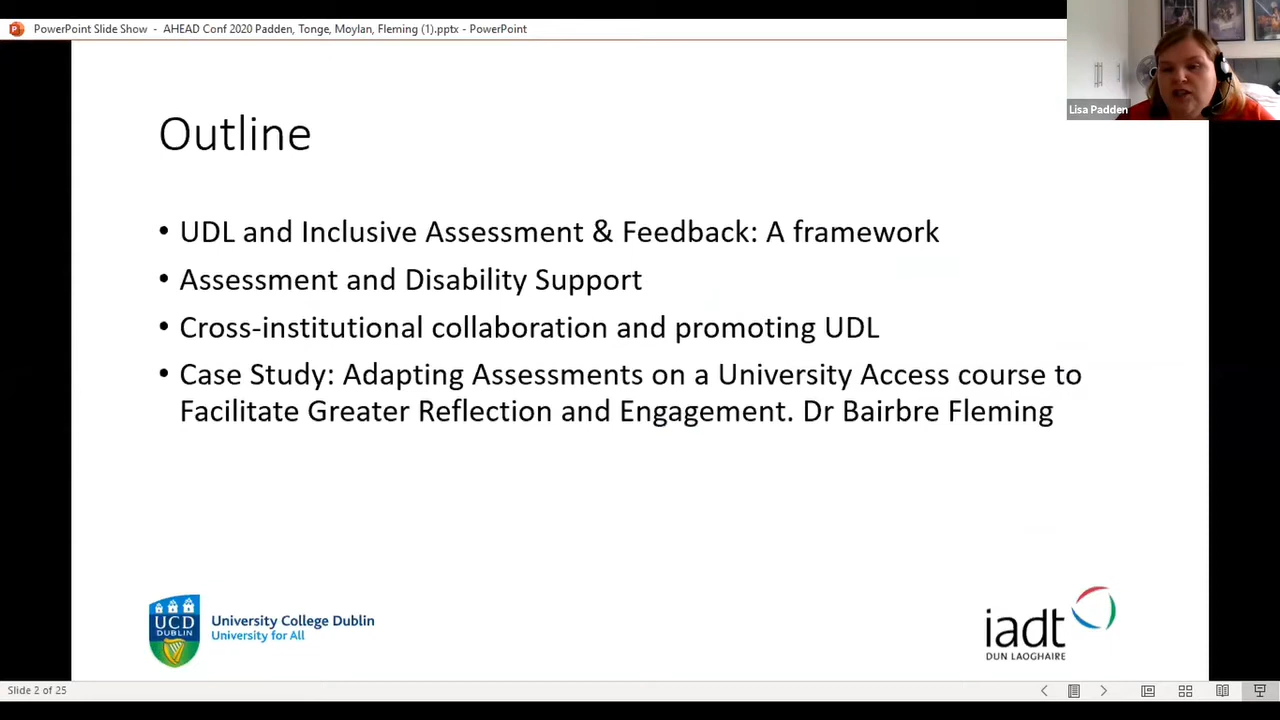 PowerPoint Slide Show - AHEAD Conf 2020 Padden, Tonge, Moylan, Fleming (1).pptx - PowerPoint
Lisa Padden
Outline
• UDL and Inclusive Assessment & Feedback: A framework
• Assessment and Disability Support
• Cross-institutional collaboration and promoting UDL
• Case Study: Adapting Assessments on a University Access course to
Facilitate Greater Reflection and Engagement. Dr Bairbre Fleming
UCD
DUBLIN
University College Dublin
University for All
iadt
DUN LAOGHAIRE
Slide 2 of 25